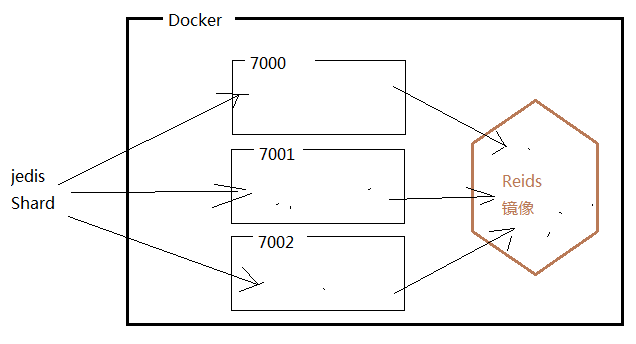 Docker
7000
7001
7002
jedis
Shard
Reids
镜像